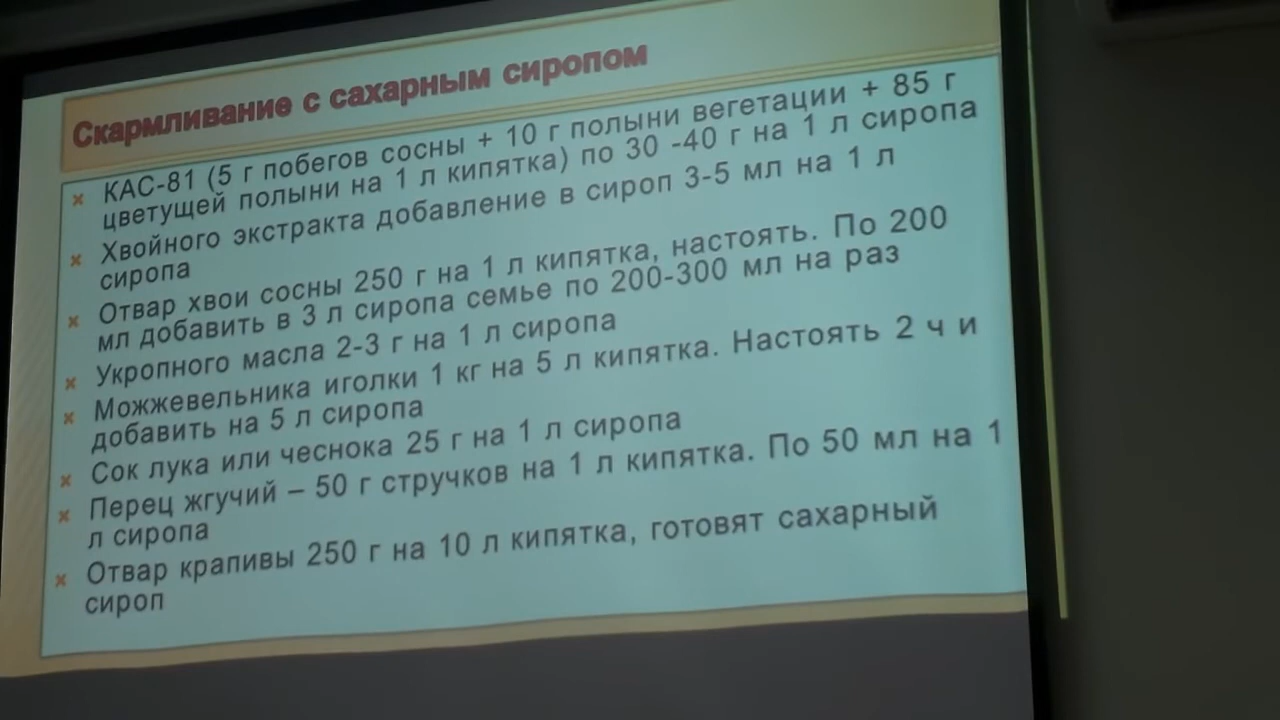 Скармливание с сахарным сиропом
КАС-81 (5 г побегов сосны + 10 г полыни вегетации + 85 г
цветущей полыни на 1 л кипятка) по 30 -40 г на 1 л сиропа
Хвойного экстракта добавление в сироп 3-5 мл на 1 л
сиропа
Отвар хвои сосны 250 г на 1 л кипятка, настоять. По 200
мл добавить в 3 л сиропа семье по 200-300 мл на раз
Укропного масла 2-3 г на 1 л сиропа
Можжевельника иголки 1 кг на 5 л кипятка. Настоять 2 ч и
добавить на 5 л сиропа
Сок лука или чеснока 25 г на 1 л сиропа
Перец жгучий – 50 г стручков на 1 л кипятка. По 50 мл на 1
л сиропа
Отвар крапивы 250 г на 10 л кипятка, готовят сахарный
сироп